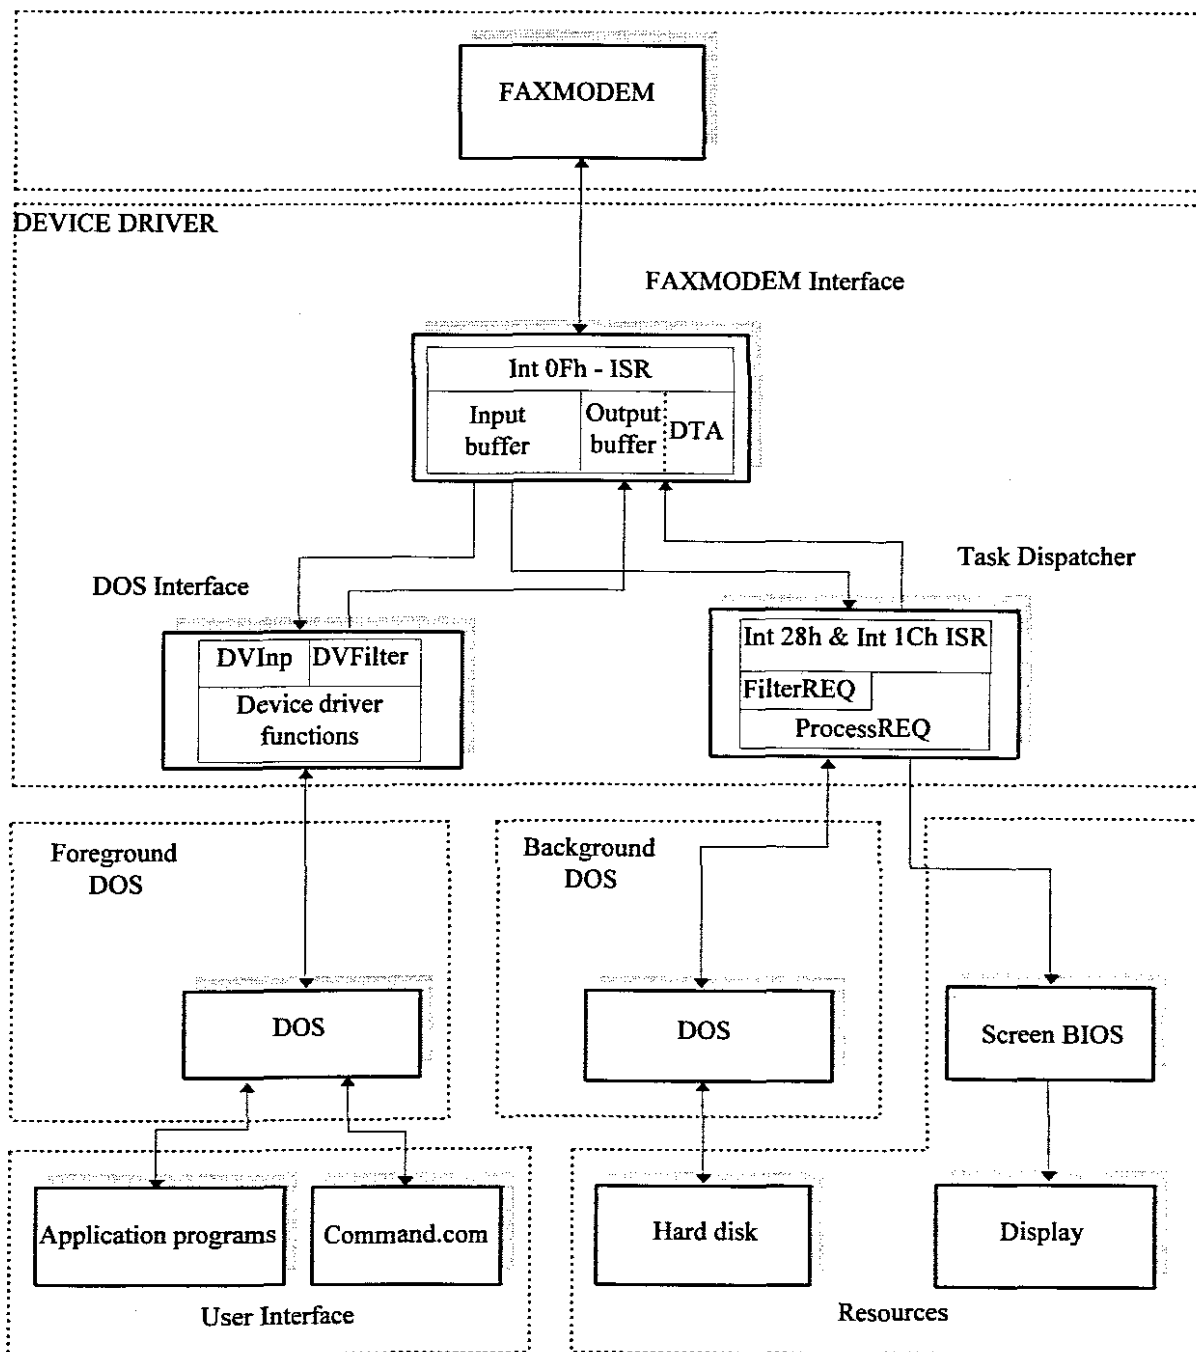 FAXMODEM
DEVICE DRIVER
FAXMODEM Interface
Int 0Fh - ISR
Input
buffer
Output
buffer
DTA
Task Dispatcher
DOS Interface
DVInp
DVFilter
Device driver
functions
Int 28h & Int 1Ch ISR
FilterREQ
ProcessREQ
Foreground
DOS
Background
DOS
DOS
DOS
Screen BIOS
Application programs
Command.com
Hard disk
Display
User Interface
Resources